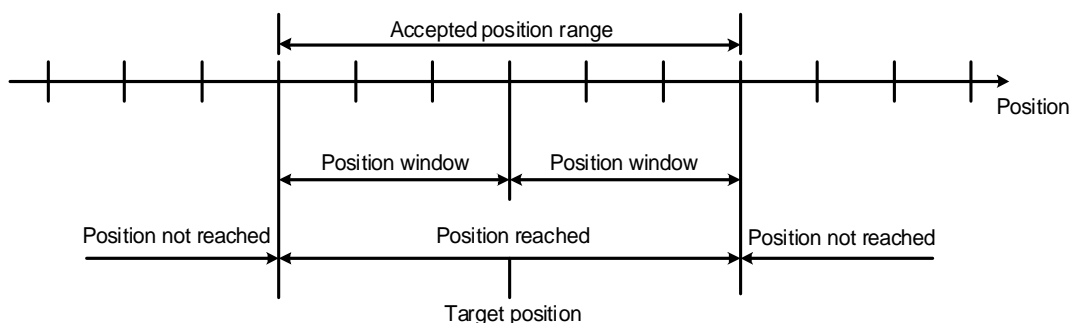 Accepted position range
Position
Position window
Position window
Position not reached
Position reached
Position not reached
Target position